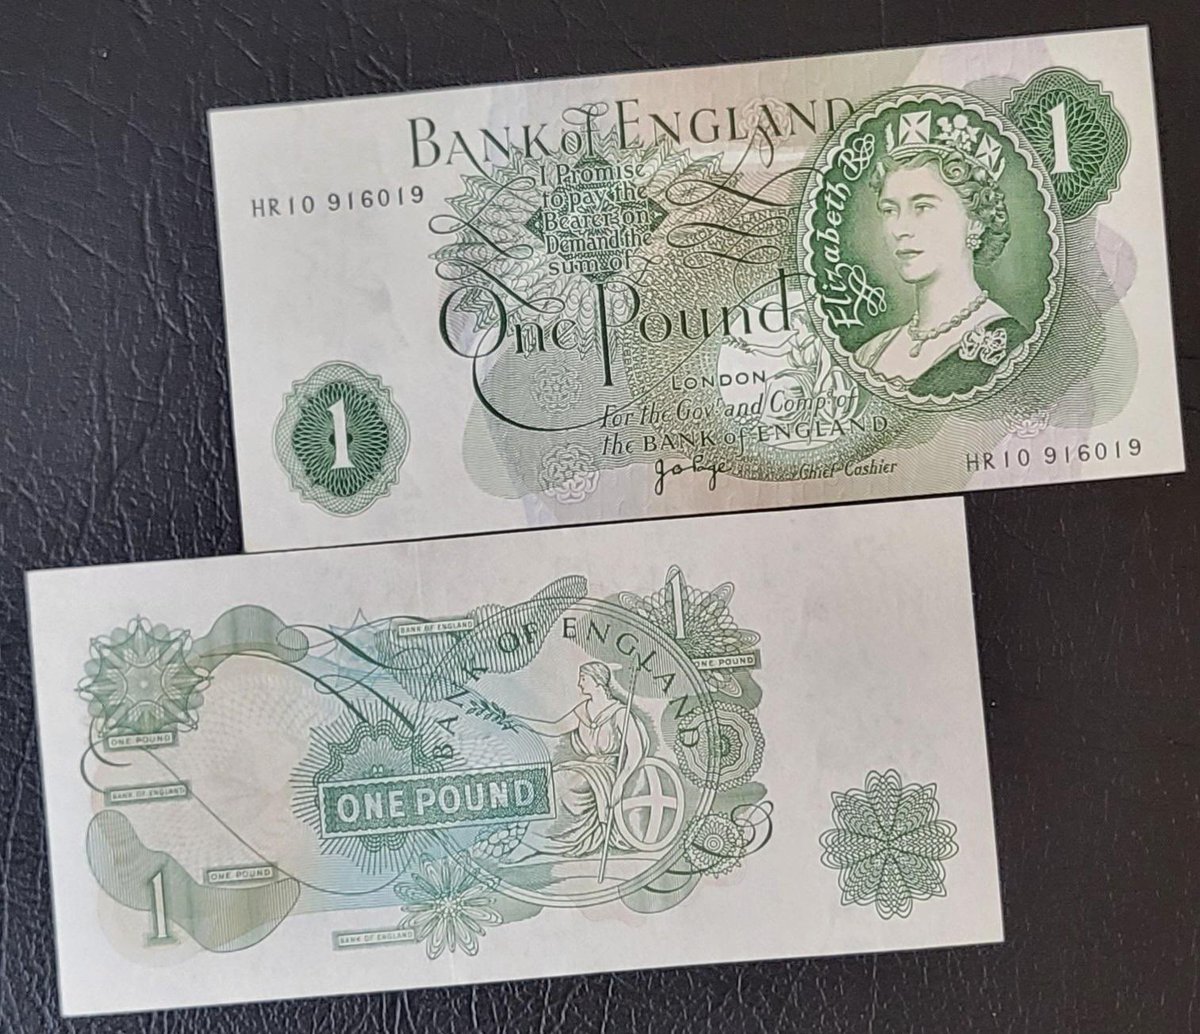 BANK of ENGLAND
1
HR10 916019
I Promise
to pay the
Bearer on
Demand the
sum of
One Pound
Elizabeth R
LONDON
For the Govr. and Compa. of
the BANK of ENGLAND
1
Chief Cashier
HR10 916019
1
BANK OF ENGLAND
BANK OF ENGLAND
ONE POUND
ONE POUND
BANK OF ENGLAND
ONE POUND
ONE POUND
1
BANK OF ENGLAND